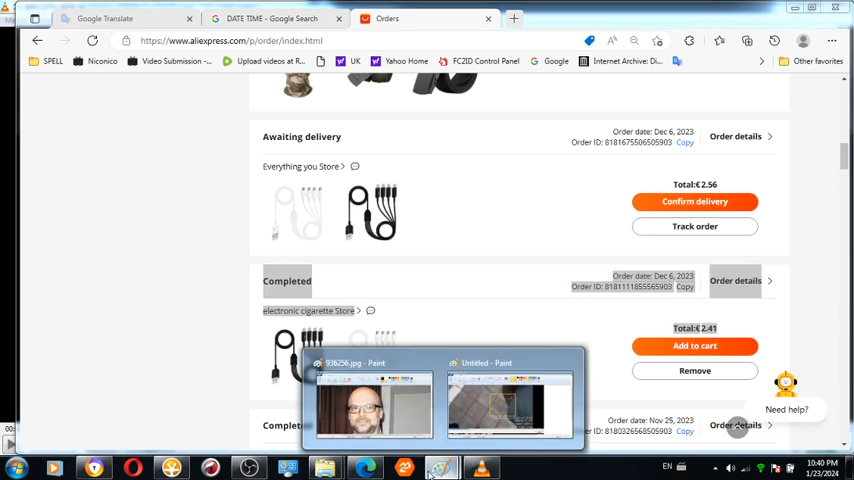 Google Translate
DATE TIME - Google Search
Orders
https://www.aliexpress.com/p/order/index.html
SPELL
Niconico
Video Submission -...
Upload videos at R...
UK
Yahoo Home
FC2ID Control Panel
Google
Internet Archive: Di...
Other favorites
Awaiting delivery
Order date: Dec 6, 2023
Order ID: 8181675506505903 Copy
Order details
Everything you Store
Total:€2.56
Confirm delivery
Track order
Completed
Order date: Dec 6, 2023
Order ID: 8181111855565903 Copy
Order details
electronic cigarette Store
Total:€2.41
Add to cart
Remove
936256.jpg - Paint
Untitled - Paint
Need help?
Order date: Nov 25, 2023
Order ID: 8180326568505903 Copy
EN
10:40 PM
1/23/2024